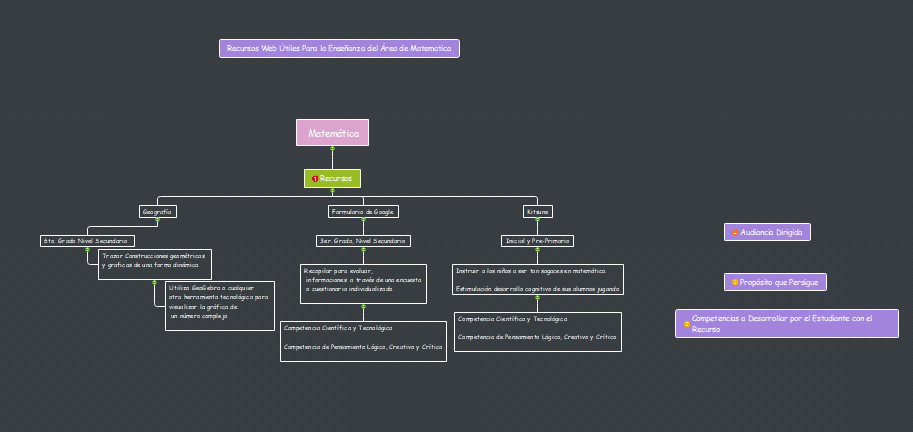 Recursos Web Útiles Para la Enseñanza del Área de Matematica
Matemática
1 Recursos
Geografía
Formulario de Google
Kitsune
6to. Grado Nivel Secundario
3er. Grado, Nivel Secundario
Inicial y Pre-Primaria
Trazar Construcciones geométricas
y graficas de una forma dinámica.
Utiliza GeoGebra o cualquier
otra herramienta tecnológica para
visualizar la gráfica de
un número complejo.
Recopilar para evaluar,
informaciones a través de una encuesta
o cuestionario individualizado.
Competencia Científica y Tecnológica
Competencia de Pensamiento Lógico, Creativo y Crítico
Instruir a los niños a ser tan sagaces en matemática.
Estimulación desarrollo cognitivo de sus alumnos jugando
Competencia Científica y Tecnológica
Competencia de Pensamiento Lógico, Creativo y Crítico
Audiencia Dirigida
Propósito que Persigue
Competencias a Desarrollar por el Estudiante con el
Recurso